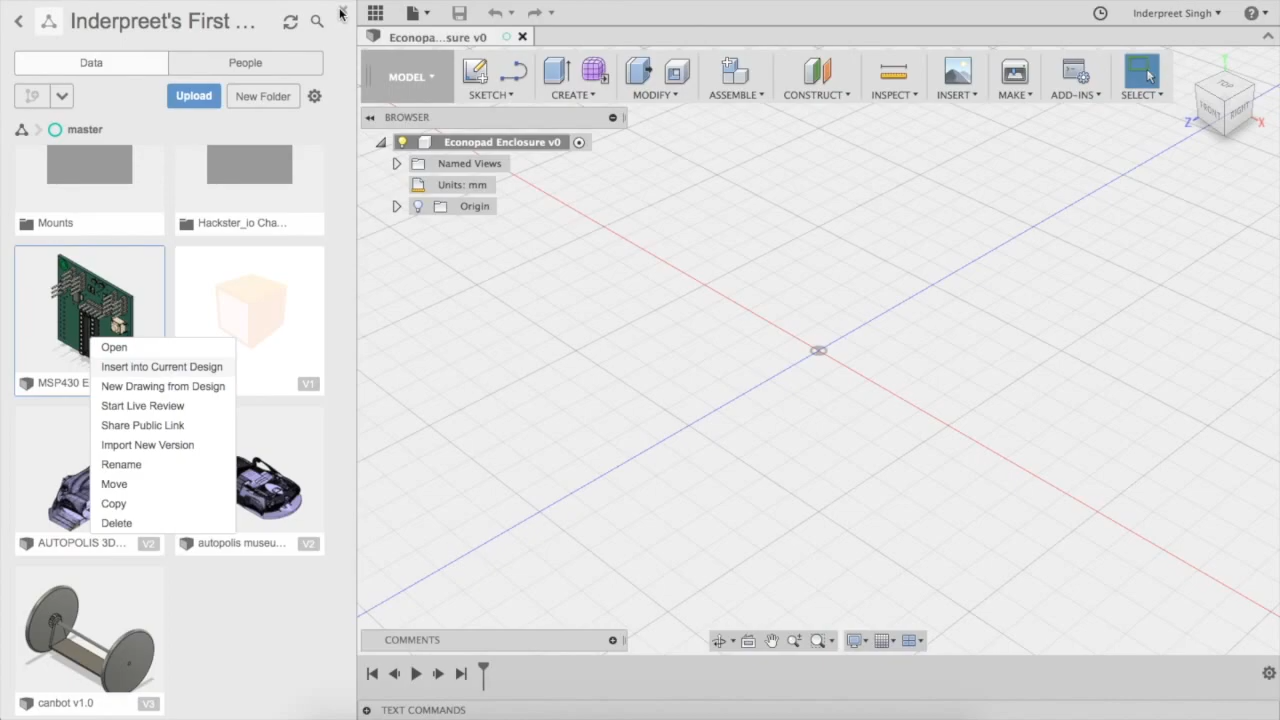 Inderpreet's First ...
Data
People
Upload
New Folder
master
Mounts
Hackster_io Cha...
MSP430 E
V1
Open
Insert into Current Design
New Drawing from Design
Start Live Review
Share Public Link
Import New Version
Rename
Move
Copy
Delete
AUTOPOLIS 3D...
V2
autopolis museu...
V2
canbot v1.0
V3
Inderpreet Singh
Econopa...sure v0
MODEL
SKETCH
CREATE
MODIFY
ASSEMBLE
CONSTRUCT
INSPECT
INSERT
MAKE
ADD-INS
SELECT
TOP
FRONT
RIGHT
Z
X
BROWSER
Econopad Enclosure v0
Named Views
Units: mm
Origin
COMMENTS
TEXT COMMANDS